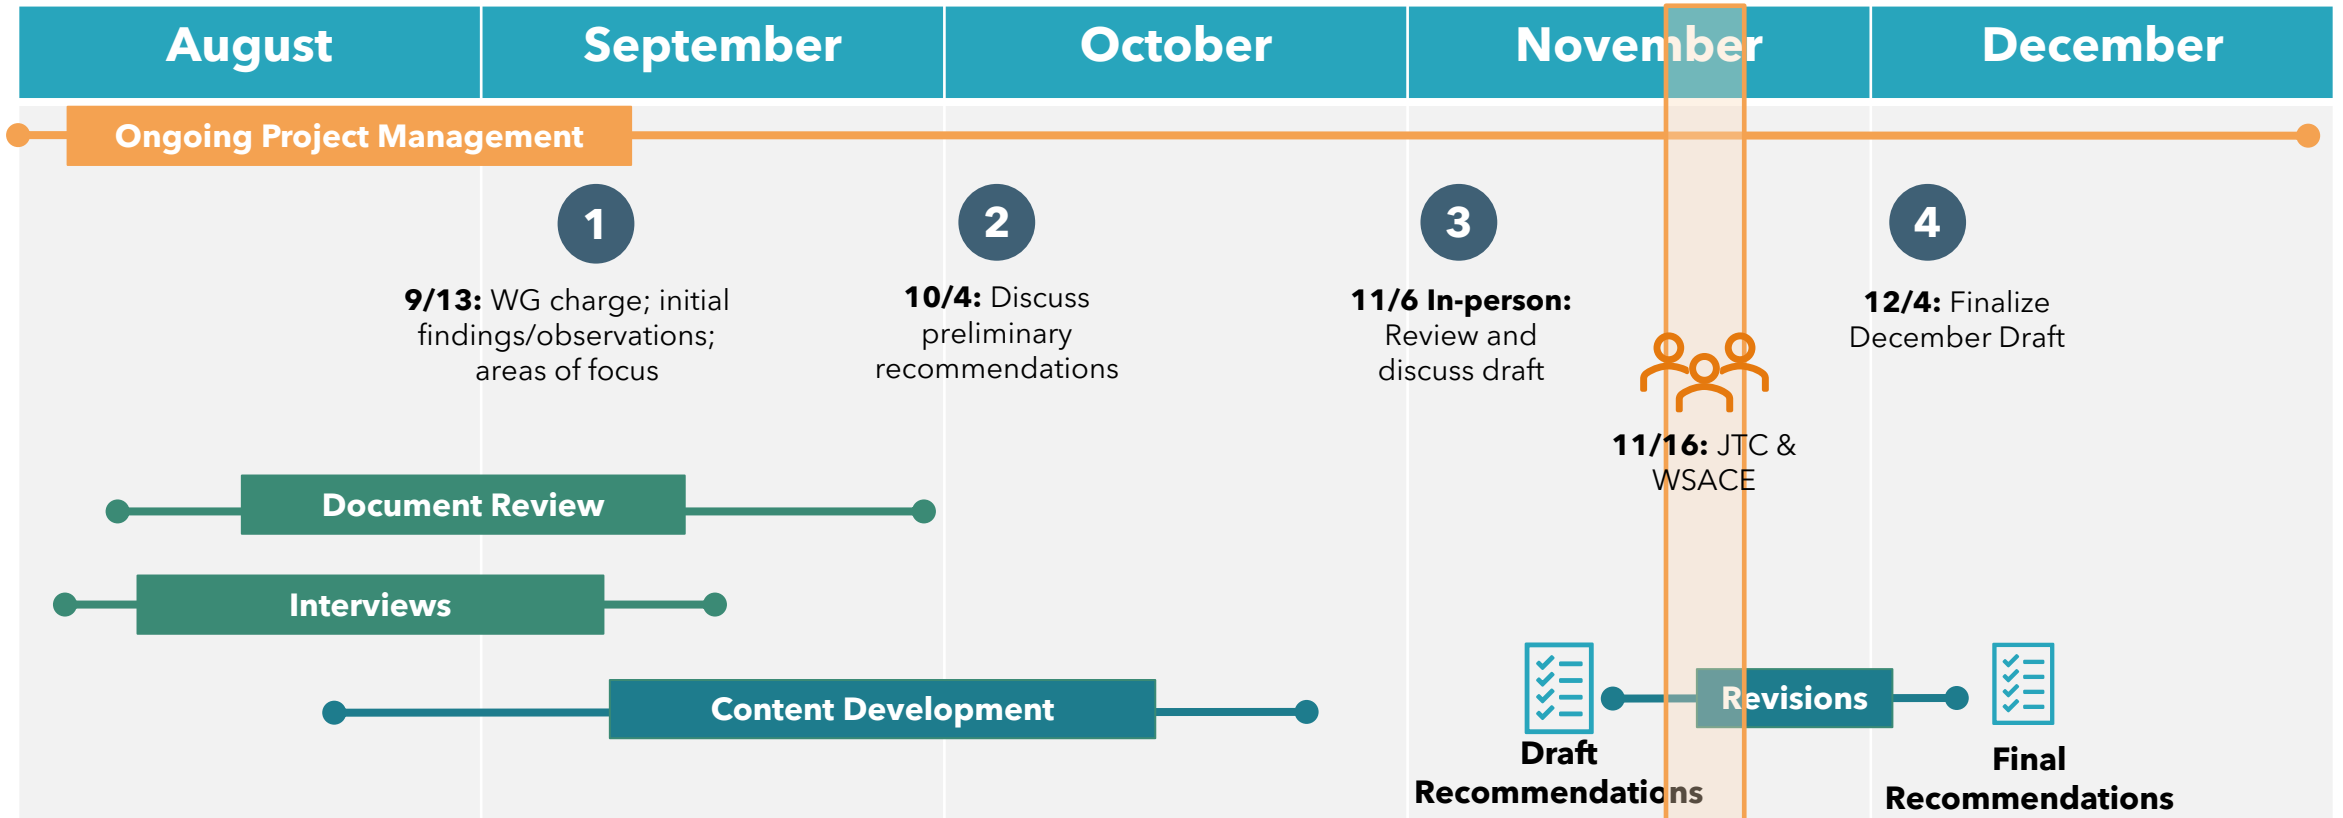 August
September
October
November
December
Ongoing Project Management
1
2
3
4
9/13: WG charge; initial
findings/observations;
areas of focus
10/4: Discuss
preliminary
recommendations
11/6 In-person:
Review and
discuss draft
12/4: Finalize
December Draft
11/16: JTC &
WSACE
Document Review
Interviews
Content Development
Revisions
Draft
Recommendations
Final
Recommendations